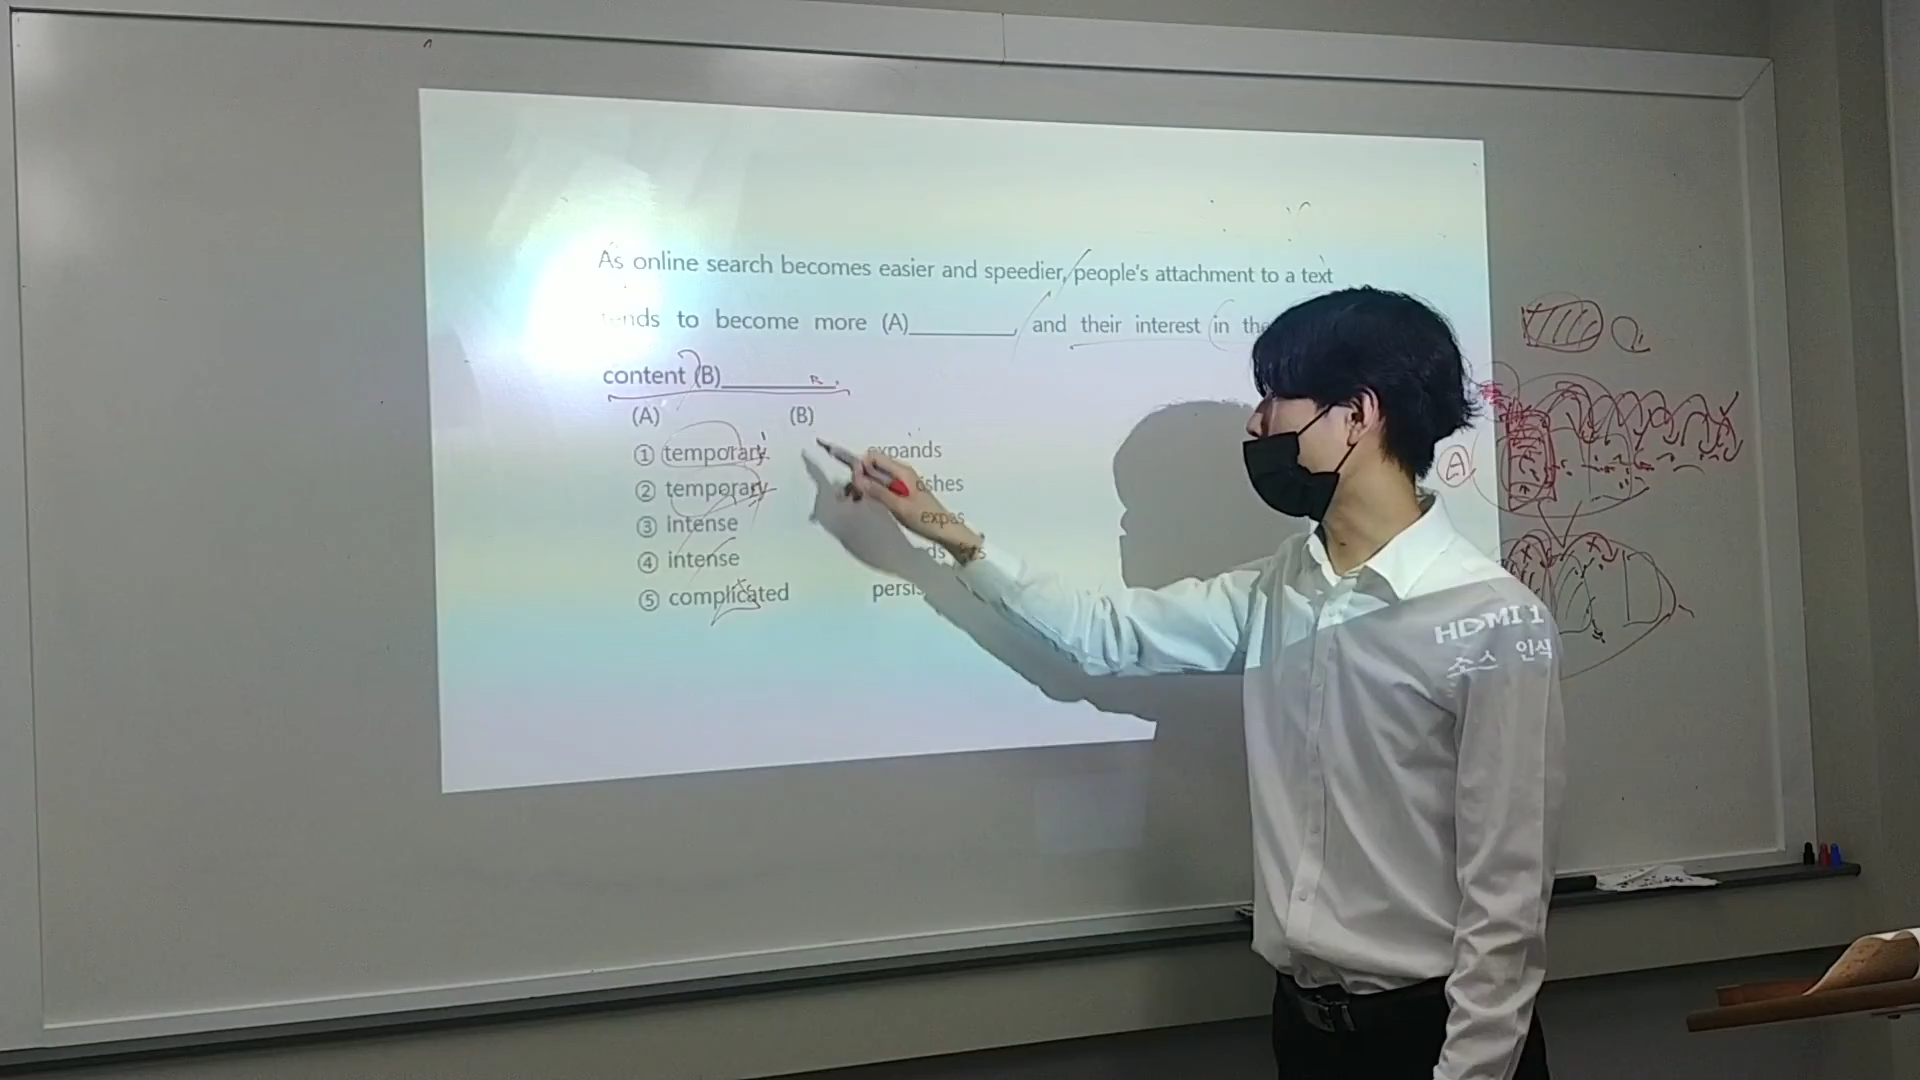 As online search becomes easier and speedier, people's attachment to a text
to become more (A)________, and their interest in
content (B)________.
(A) (B)
① temporary expands
② temporary
③ intense
④ intense
⑤ complicated
HDMI 1
소스 인식
A